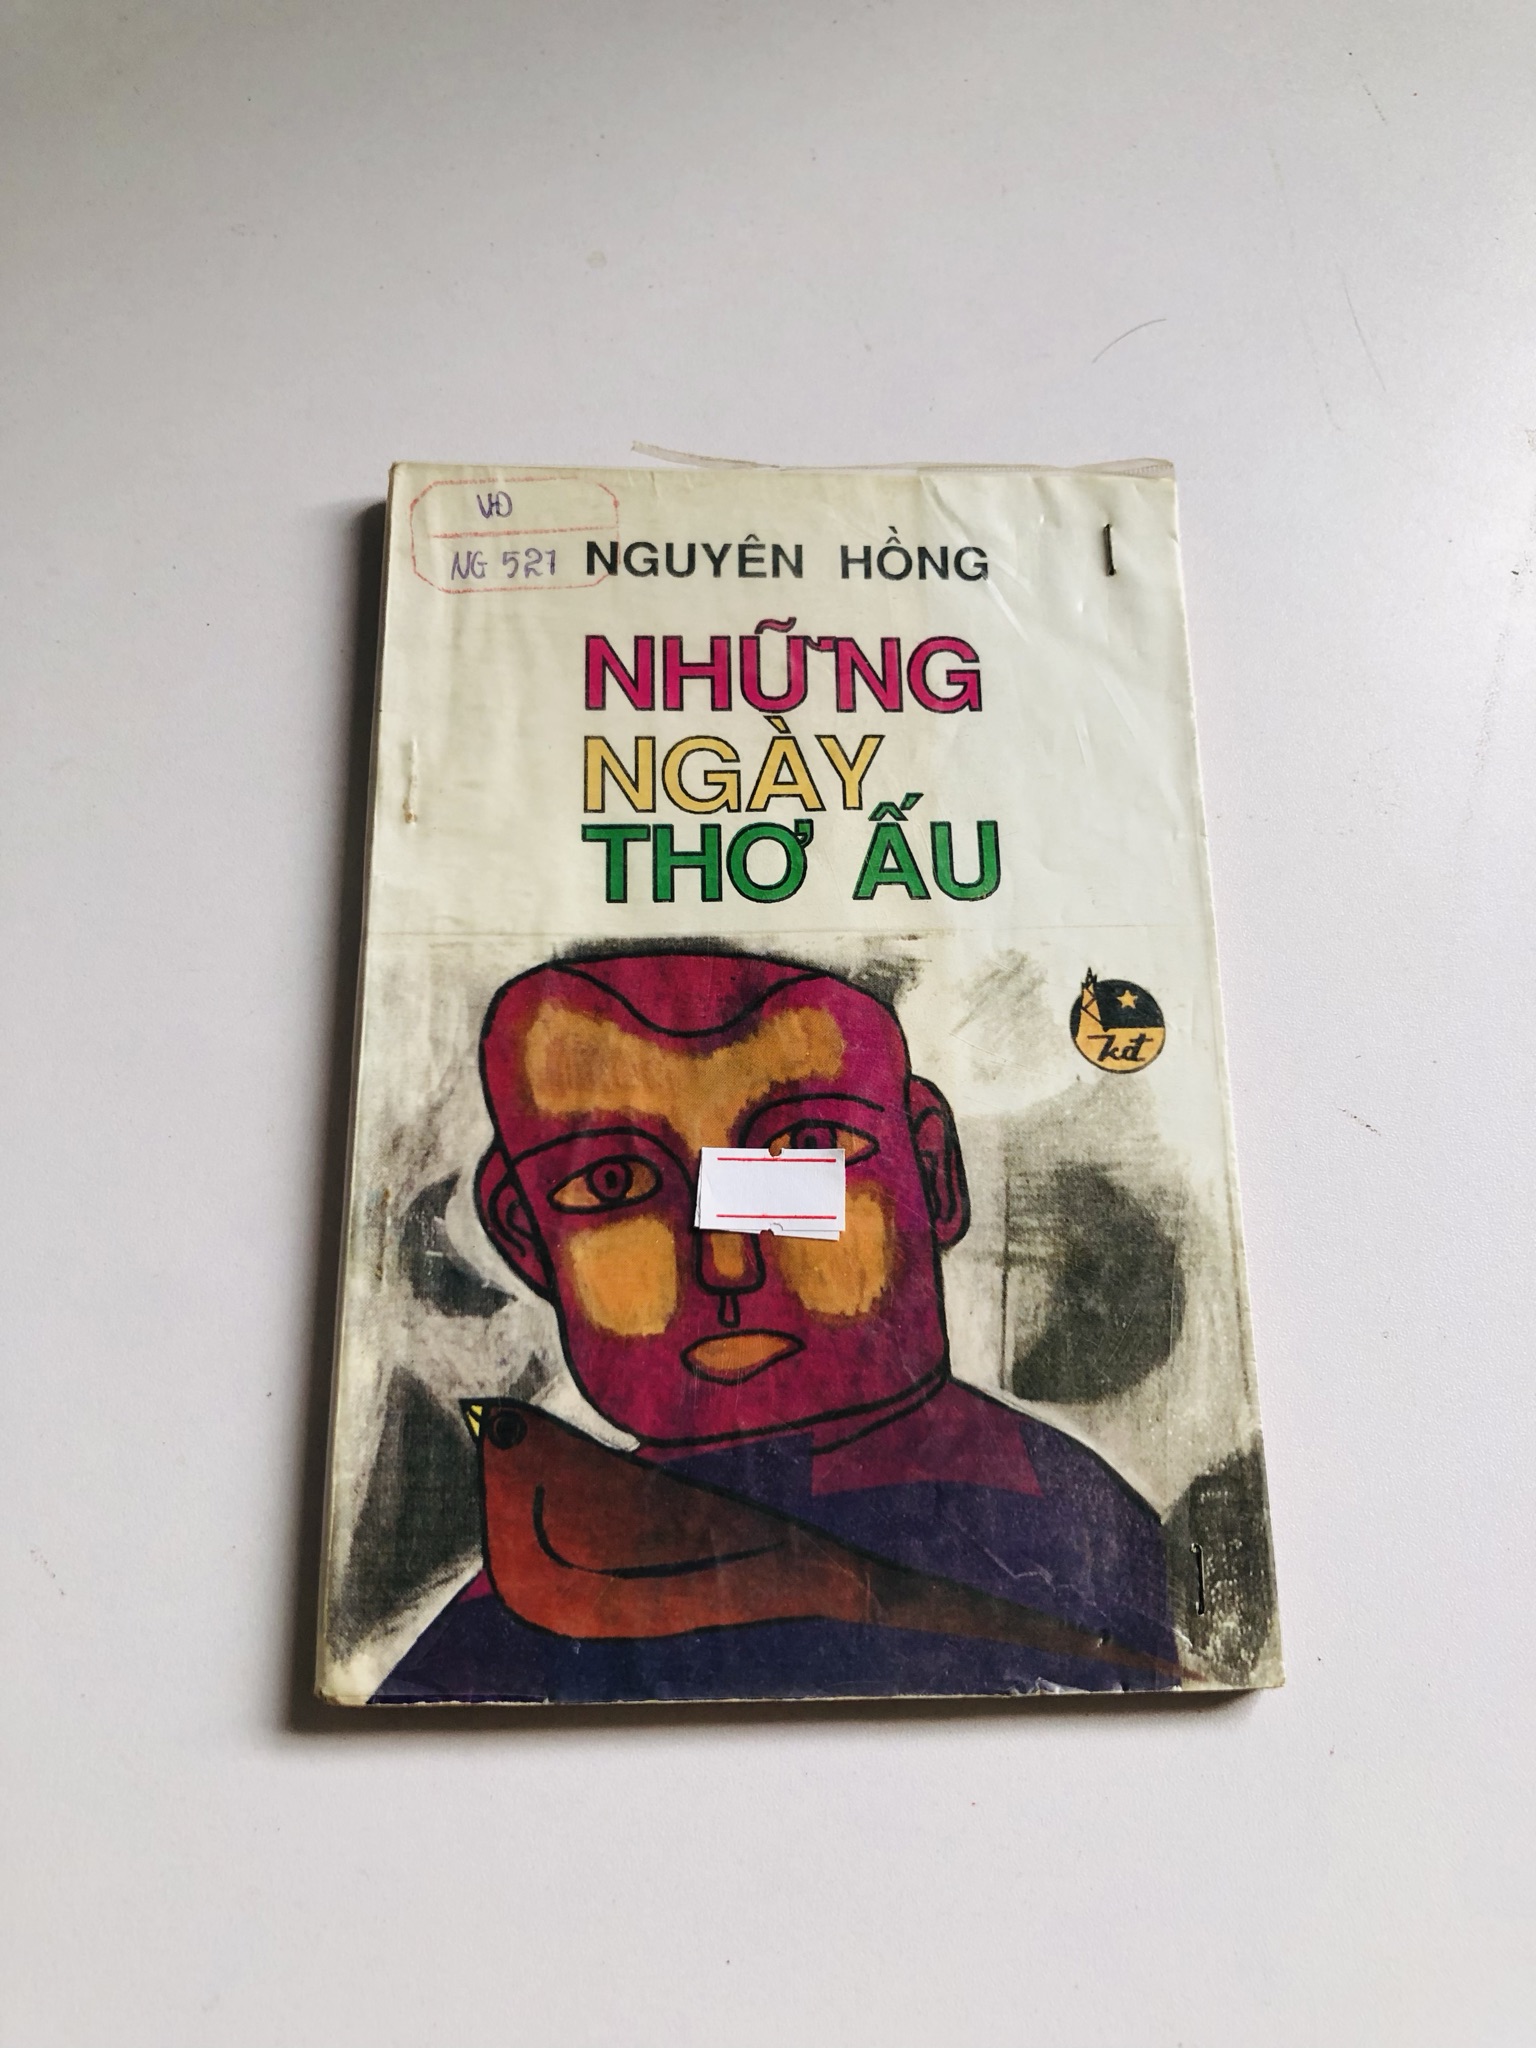 VĐ
NG 521
NGUYÊN HỒNG
NHỮNG
NGÀY
THƠ ẤU
kđ